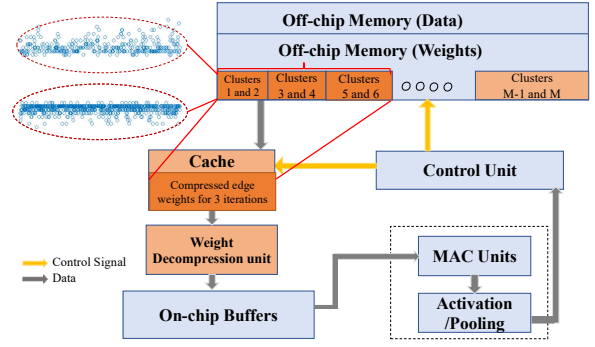 Off-chip Memory (Data)
Off-chip Memory (Weights)
Clusters
1 and 2
Clusters
3 and 4
Clusters
5 and 6
Clusters
M-1 and M
Cache
Compressed edge
weights for 3 iterations
Control Unit
Weight
Decompression unit
Control Signal
Data
MAC Units
On-chip Buffers
Activation
/Pooling